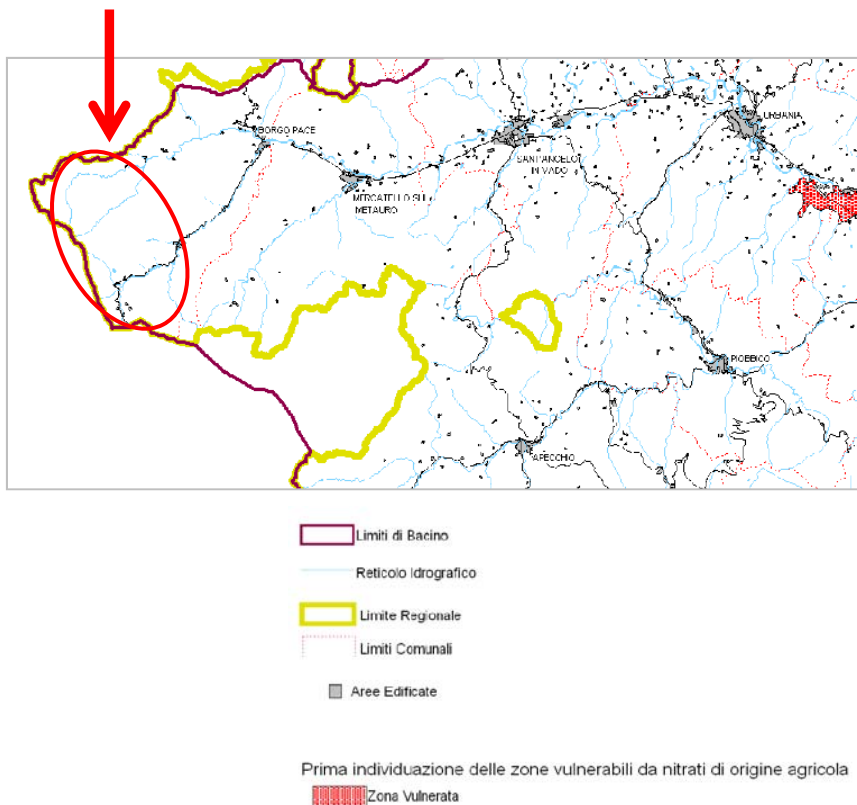 BORGO PACE
MERCATELLO SUL
METAURO
SANT'ANGELO
IN VADO
URBANIA
PIOBBICO
APECCHIO
Limiti di Bacino
Reticolo Idrografico
Limite Regionale
Limiti Comunali
Aree Edificate
Prima individuazione delle zone vulnerabili da nitrati di origine agricola
Zona Vulnerata